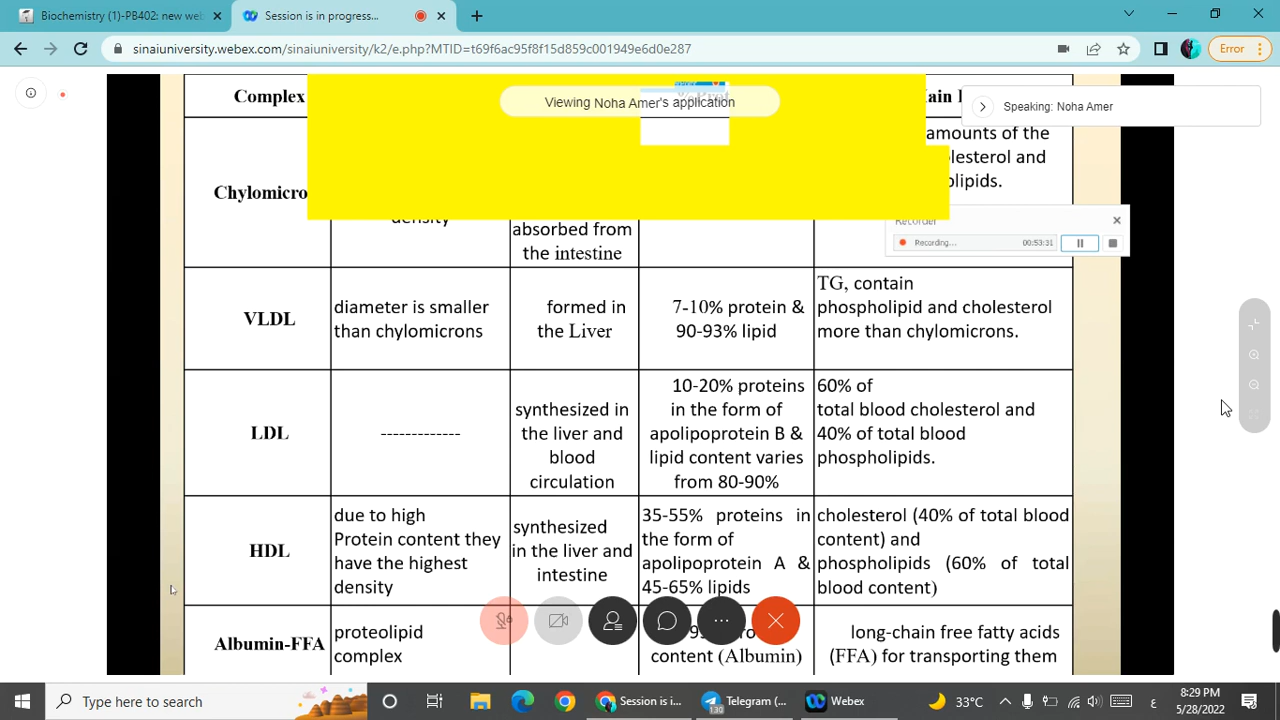 Biochemistry (1)-PB402: new web
Session is in progress...
sinaiuniversity.webex.com/sinaiuniversity/k2/e.php?MTID=t69f6ac95f8f15d859c001949e6d0e287
Error
Viewing Noha Amer's application
Speaking: Noha Amer
Complex
Chylomicro
density
absorbed from
the intestine
amounts of the
lesterol and
olipids.
Recorder
Recording...
00:53:31
VLDL
diameter is smaller
than chylomicrons
formed in
the Liver
7-10% protein &
90-93% lipid
TG, contain
phospholipid and cholesterol
more than chylomicrons.
LDL
-------------
synthesized in
the liver and
blood
circulation
10-20% proteins
in the form of
apolipoprotein B &
lipid content varies
from 80-90%
60% of
total blood cholesterol and
40% of total blood
phospholipids.
HDL
due to high
Protein content they
have the highest
density
synthesized
in the liver and
intestine
35-55% proteins in
the form of
apolipoprotein A &
45-65% lipids
cholesterol (40% of total blood
content) and
phospholipids (60% of total
blood content)
Albumin-FFA
proteolipid
complex
content (Albumin)
long-chain free fatty acids
(FFA) for transporting them
Type here to search
Session is i...
Telegram (...
130
Webex
33°C
ع
8:29 PM
5/28/2022